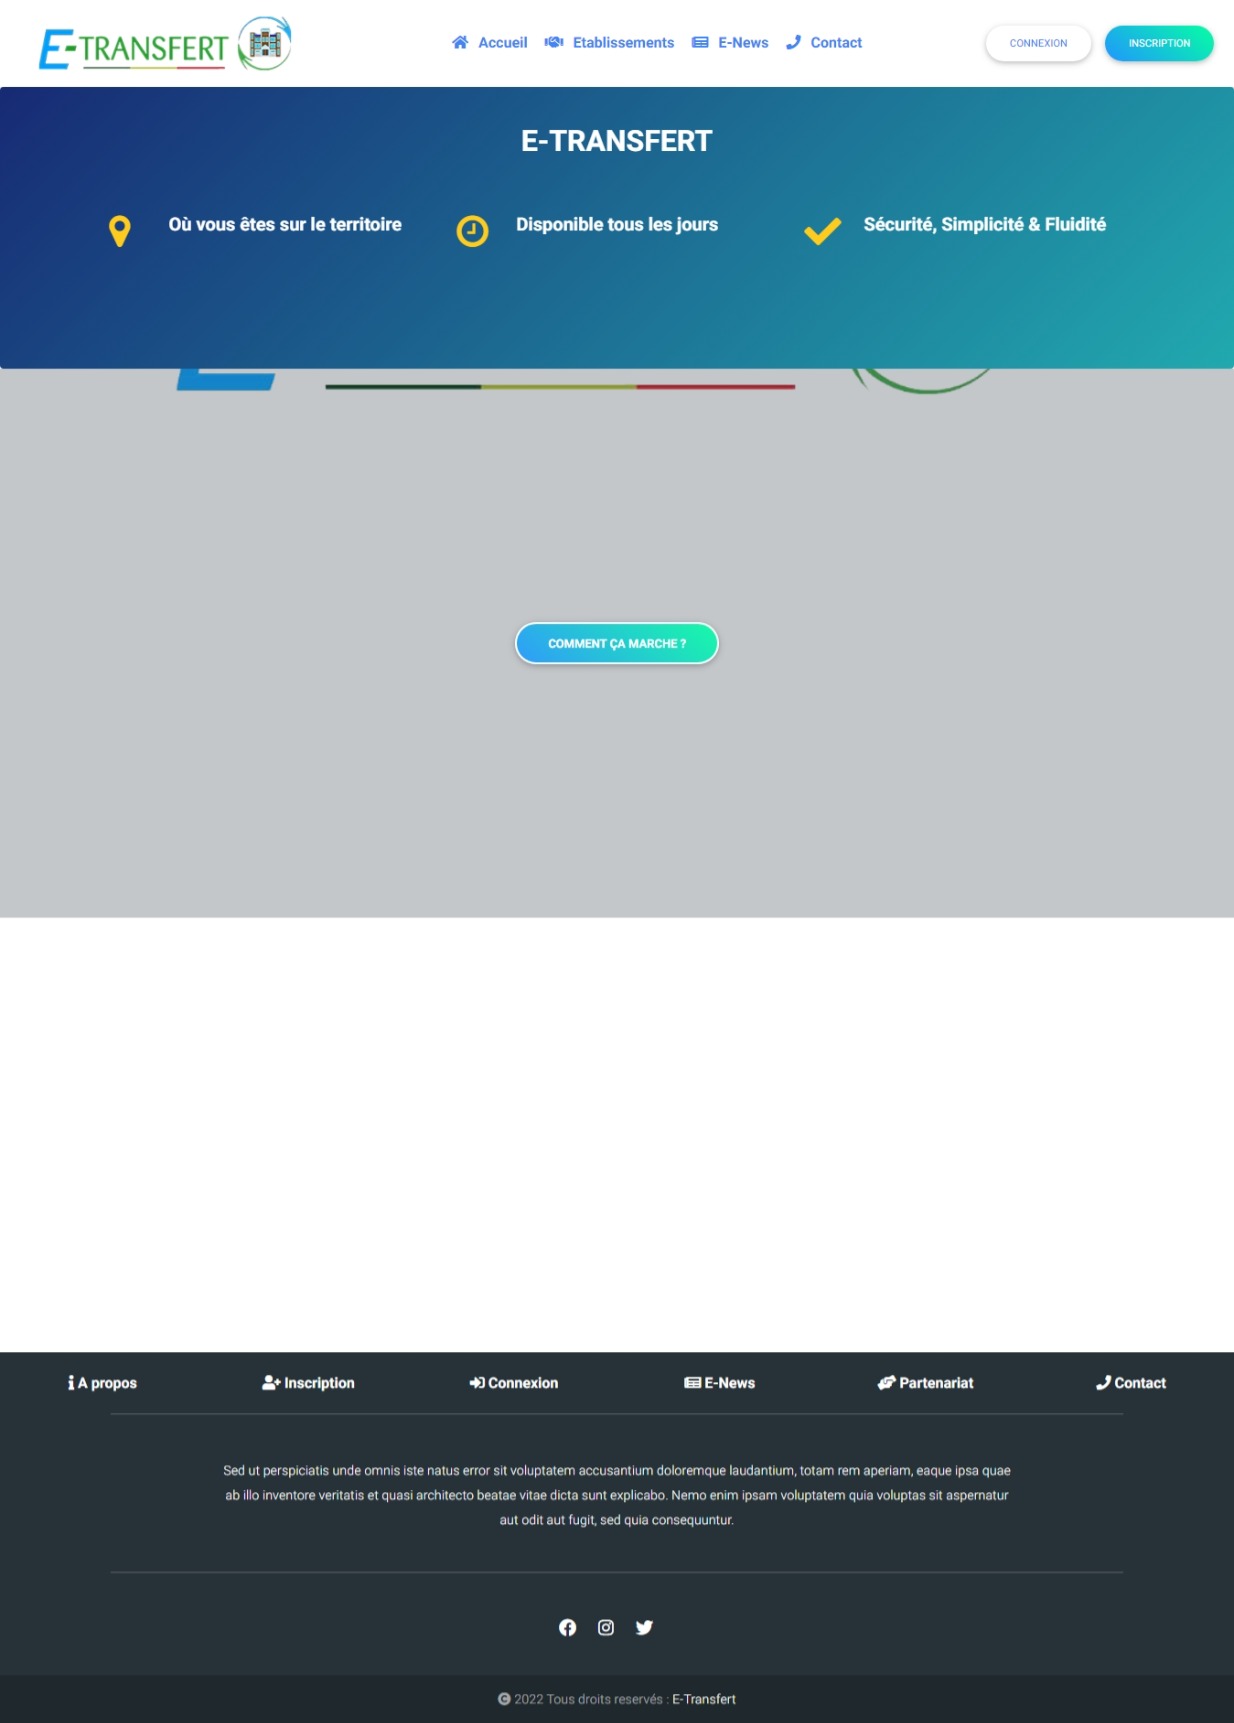 E-TRANSFERT
Accueil Etablissements E-News Contact
CONNEXION INSCRIPTION
E-TRANSFERT
Où vous êtes sur le territoire
Disponible tous les jours
Sécurité, Simplicité & Fluidité
COMMENT ÇA MARCHE ?
A propos Inscription Connexion E-News Partenariat Contact
Sed ut perspiciatis unde omnis iste natus error sit voluptatem accusantium doloremque laudantium, totam rem aperiam, eaque ipsa quae
ab illo inventore veritatis et quasi architecto beatae vitae dicta sunt explicabo. Nemo enim ipsam voluptatem quia voluptas sit aspernatur
aut odit aut fugit, sed quia consequuntur.
2022 Tous droits reservés : E-Transfert